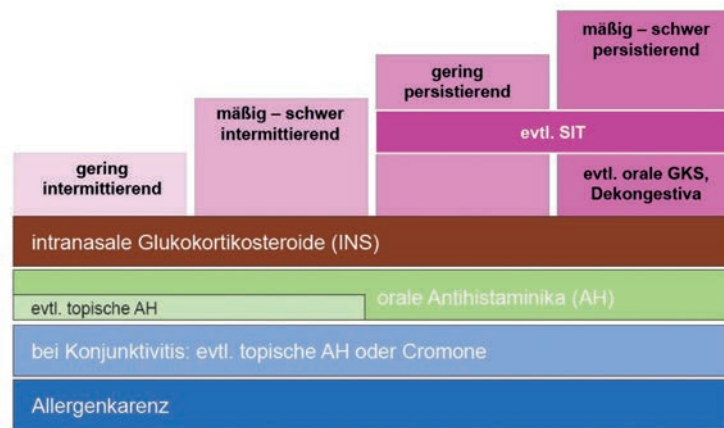 mäßig – schwer
persistierend
gering
persistierend
mäßig – schwer
intermittierend
evtl. SIT
gering
intermittierend
evtl. orale GKS,
Dekongestiva
intranasale Glukokortikosteroide (INS)
orale Antihistaminika (AH)
evtl. topische AH
bei Konjunktivitis: evtl. topische AH oder Cromone
Allergenkarenz